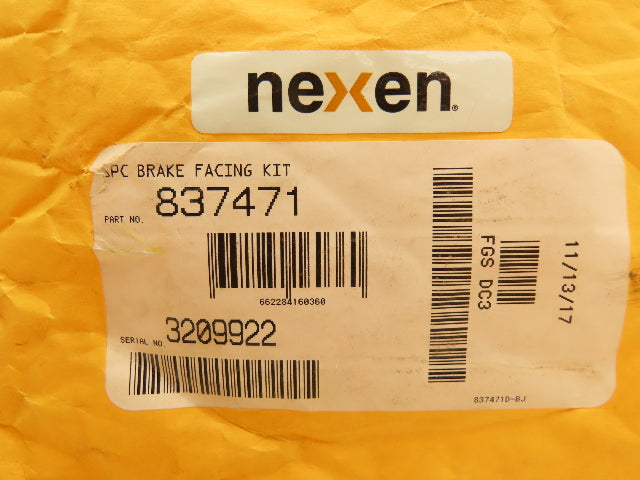 nexen®
SPC BRAKE FACING KIT
PART NO. 837471
662284160360
SERIAL NO. 3209922
FGS DC3
11/13/17
837471D-BJ